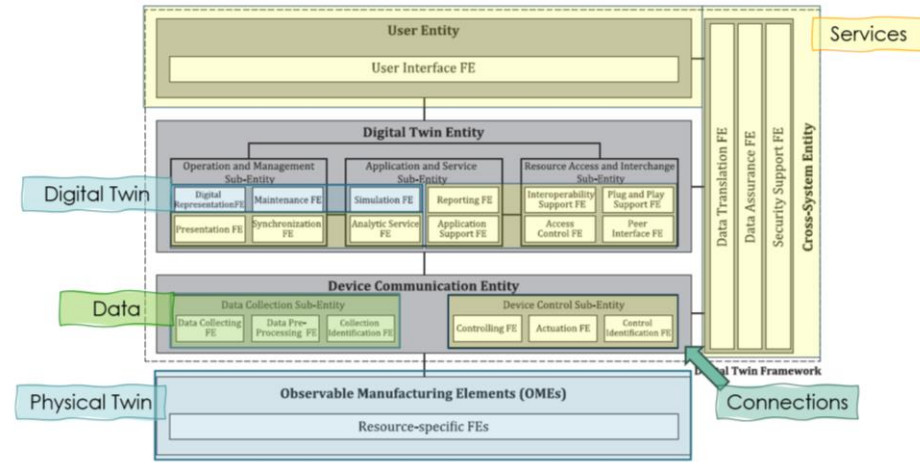 User Entity
User Interface FE
Services
Digital Twin Entity
Operation and Management
Sub-Entity
Digital
RepresentationFE
Maintenance FE
Presentation FE
Synchronization
FE
Application and Service
Sub-Entity
Simulation FE
Reporting FE
Analytic Service
FE
Application
Support FE
Resource Access and Interchange
Sub-Entity
Interoperability
Support FE
Plug and Play
Support FE
Access
Control FE
Peer
Interface FE
Digital Twin
Device Communication Entity
Data Collection Sub-Entity
Data Collecting
FE
Data Pre-
Processing FE
Collection
Identification FE
Device Control Sub-Entity
Controlling FE
Actuation FE
Control
Identification FE
Data
Data Translation FE
Data Assurance FE
Security Support FE
Cross-System Entity
Digital Twin Framework
Observable Manufacturing Elements (OMEs)
Resource-specific FEs
Physical Twin
Connections